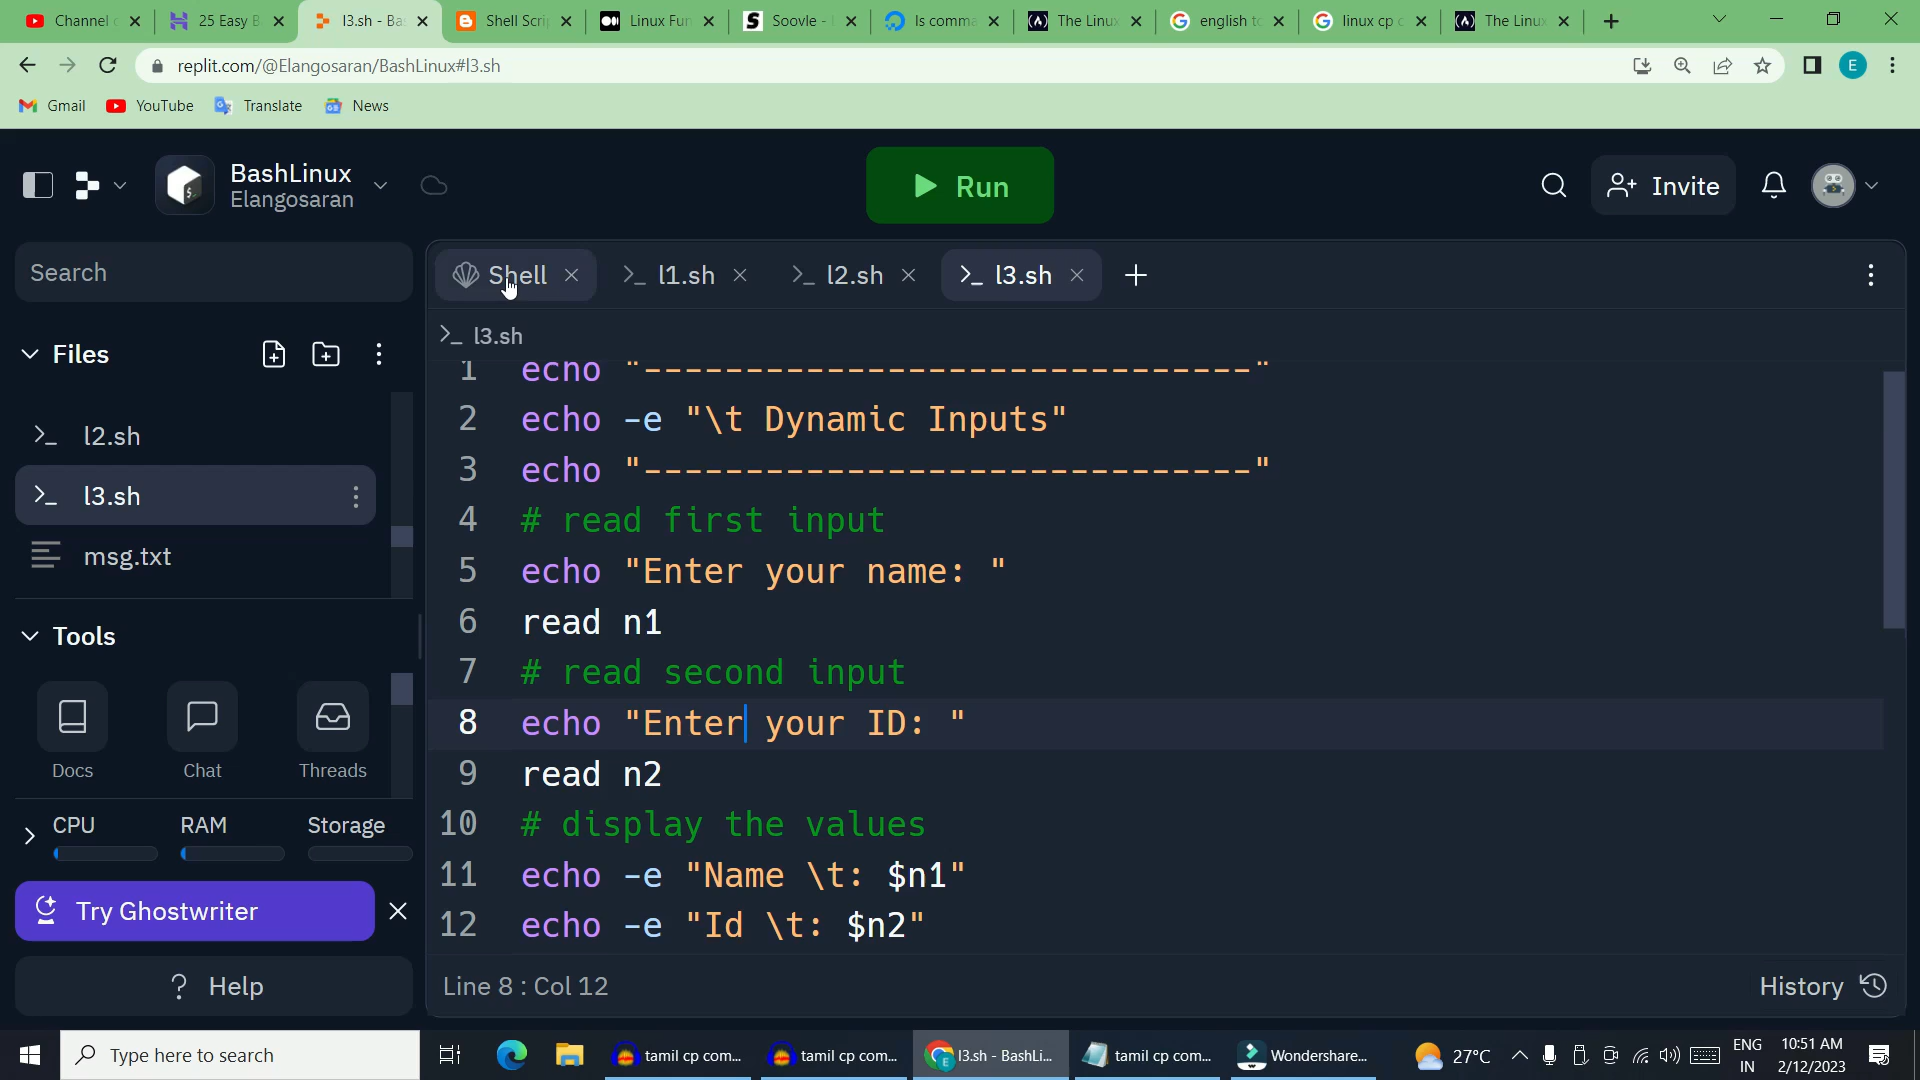 Channel c
25 Easy B
l3.sh - Ba
Shell Scri
Linux Fun
Soovle -
ls comma
The Linu
english to
linux cp c
The Linux
replit.com/@Elangosaran/BashLinux#l3.sh
E
Gmail
YouTube
Translate
News
BashLinux
Elangosaran
Run
Invite
Search
Shell
l1.sh
l2.sh
l3.sh
l3.sh
Files
l2.sh
l3.sh
msg.txt
1 echo "------------------------------"
2 echo -e "\t Dynamic Inputs"
3 echo "------------------------------"
4 # read first input
5 echo "Enter your name: "
6 read n1
7 # read second input
8 echo "Enter your ID: "
9 read n2
10 # display the values
11 echo -e "Name \t: $n1"
12 echo -e "Id \t: $n2"
Tools
Docs
Chat
Threads
CPU
RAM
Storage
Try Ghostwriter
? Help
Line 8 : Col 12
History
Type here to search
tamil cp com...
tamil cp com...
l3.sh - BashLi...
tamil cp com...
Wondershare...
27°C
ENG
IN
10:51 AM
2/12/2023